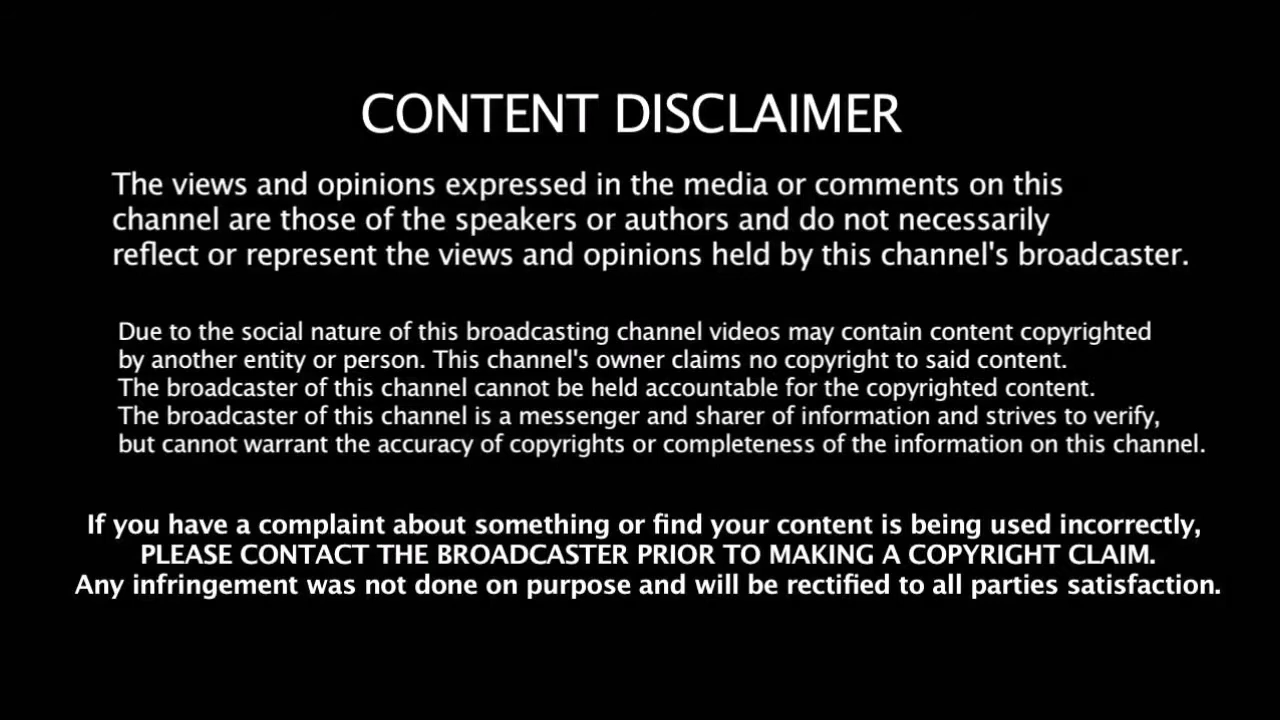 CONTENT DISCLAIMER
The views and opinions expressed in the media or comments on this
channel are those of the speakers or authors and do not necessarily
reflect or represent the views and opinions held by this channel's broadcaster.
Due to the social nature of this broadcasting channel videos may contain content copyrighted
by another entity or person. This channel's owner claims no copyright to said content.
The broadcaster of this channel cannot be held accountable for the copyrighted content.
The broadcaster of this channel is a messenger and sharer of information and strives to verify,
but cannot warrant the accuracy of copyrights or completeness of the information on this channel.
If you have a complaint about something or find your content is being used incorrectly,
PLEASE CONTACT THE BROADCASTER PRIOR TO MAKING A COPYRIGHT CLAIM.
Any infringement was not done on purpose and will be rectified to all parties satisfaction.